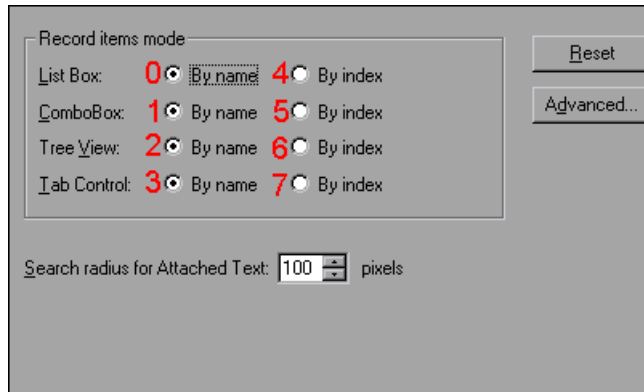 Record items mode
List Box: 0 By name 4 By index
ComboBox: 1 By name 5 By index
Tree View: 2 By name 6 By index
Tab Control: 3 By name 7 By index
Reset
Advanced...
Search radius for Attached Text: 100 pixels